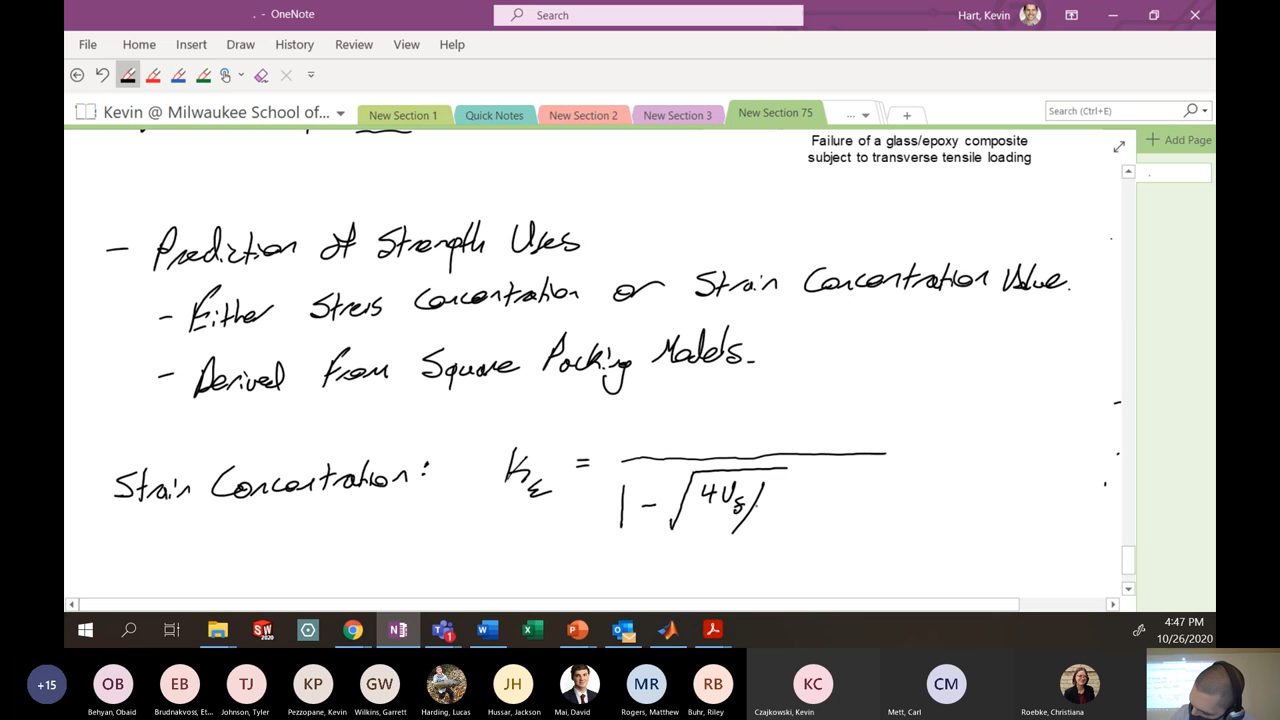 . - OneNote
Search
Hart, Kevin
File Home Insert Draw History Review View Help
Kevin @ Milwaukee School of...
New Section 1
Quick Notes
New Section 2
New Section 3
New Section 75
...
Search (Ctrl+E)
Add Page
.
Failure of a glass/epoxy composite
subject to transverse tensile loading
- Prediction of Strength Uses
- Either Stress Concentration or Strain Concentration Value.
- Derived From Square Packing Models.
Strain Concentration: Kε =
1 - √4Vf/
4:47 PM
10/26/2020
+15
OB
EB
TJ
KP
GW
JH
MR
RB
KC
CM
Behyan, Obaid
Brudnakvoss, Et...
Johnson, Tyler
Pezzopane, Kevin
Wilkins, Garrett
Harding, Lucas
Hussar, Jackson
Mai, David
Rogers, Matthew
Buhr, Riley
Czajkowski, Kevin
Mett, Carl
Roebke, Christiana